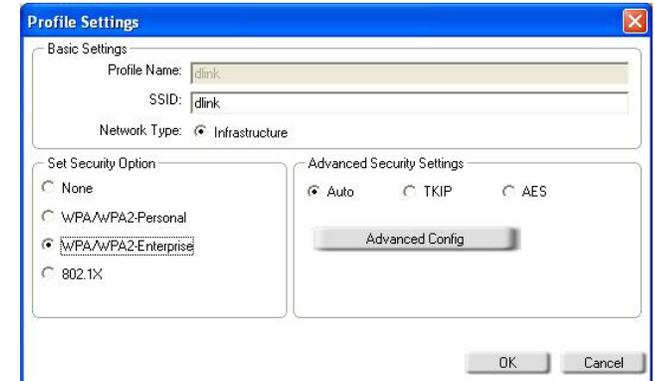 Profile Settings
Basic Settings
Profile Name: dlink
SSID: dlink
Network Type: Infrastructure
Set Security Option
None
WPA/WPA2-Personal
WPA/WPA2-Enterprise
802.1X
Advanced Security Settings
Auto TKIP AES
Advanced Config
OK Cancel